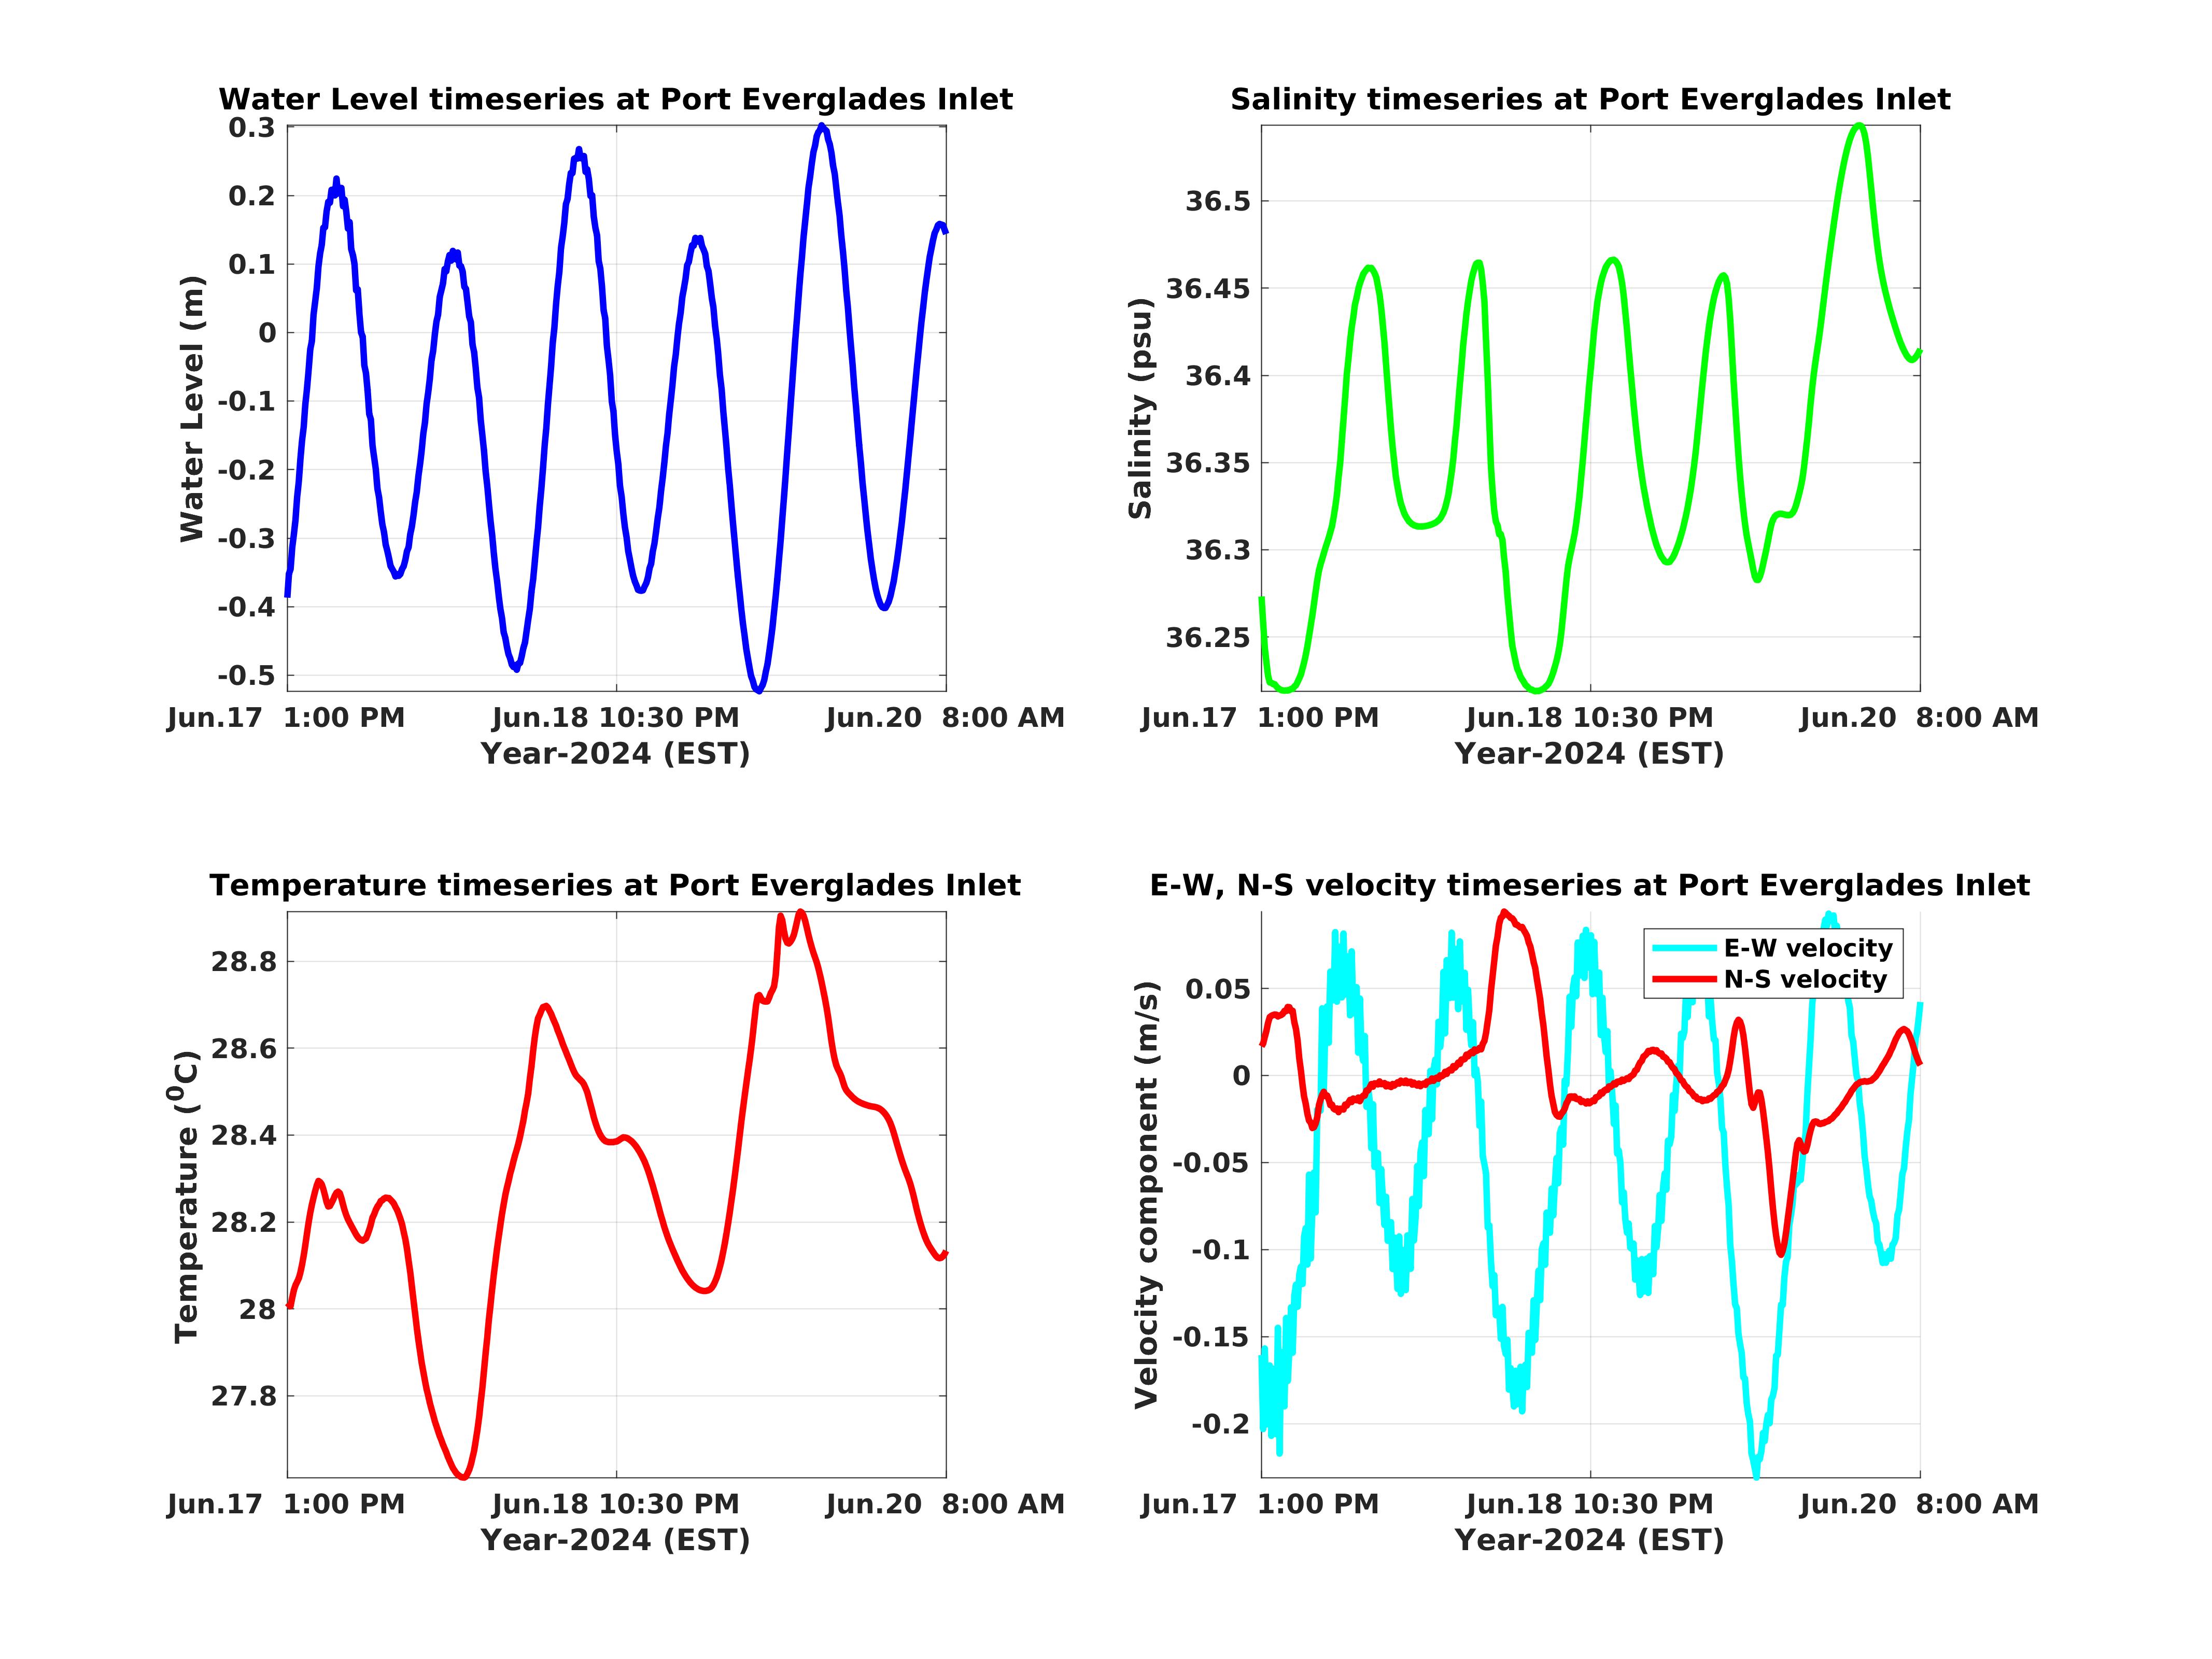 Water Level timeseries at Port Everglades Inlet
0.3
0.2
0.1
0
-0.1
-0.2
-0.3
-0.4
-0.5
Water Level (m)
Jun.17 1:00 PM Jun.18 10:30 PM Jun.20 8:00 AM
Year-2024 (EST)
Salinity timeseries at Port Everglades Inlet
36.5
36.45
36.4
36.35
36.3
36.25
Salinity (psu)
Jun.17 1:00 PM Jun.18 10:30 PM Jun.20 8:00 AM
Year-2024 (EST)
Temperature timeseries at Port Everglades Inlet
28.8
28.6
28.4
28.2
28
27.8
Temperature (⁰C)
Jun.17 1:00 PM Jun.18 10:30 PM Jun.20 8:00 AM
Year-2024 (EST)
E-W, N-S velocity timeseries at Port Everglades Inlet
E-W velocity
N-S velocity
0.05
0
-0.05
-0.1
-0.15
-0.2
Velocity component (m/s)
Jun.17 1:00 PM Jun.18 10:30 PM Jun.20 8:00 AM
Year-2024 (EST)